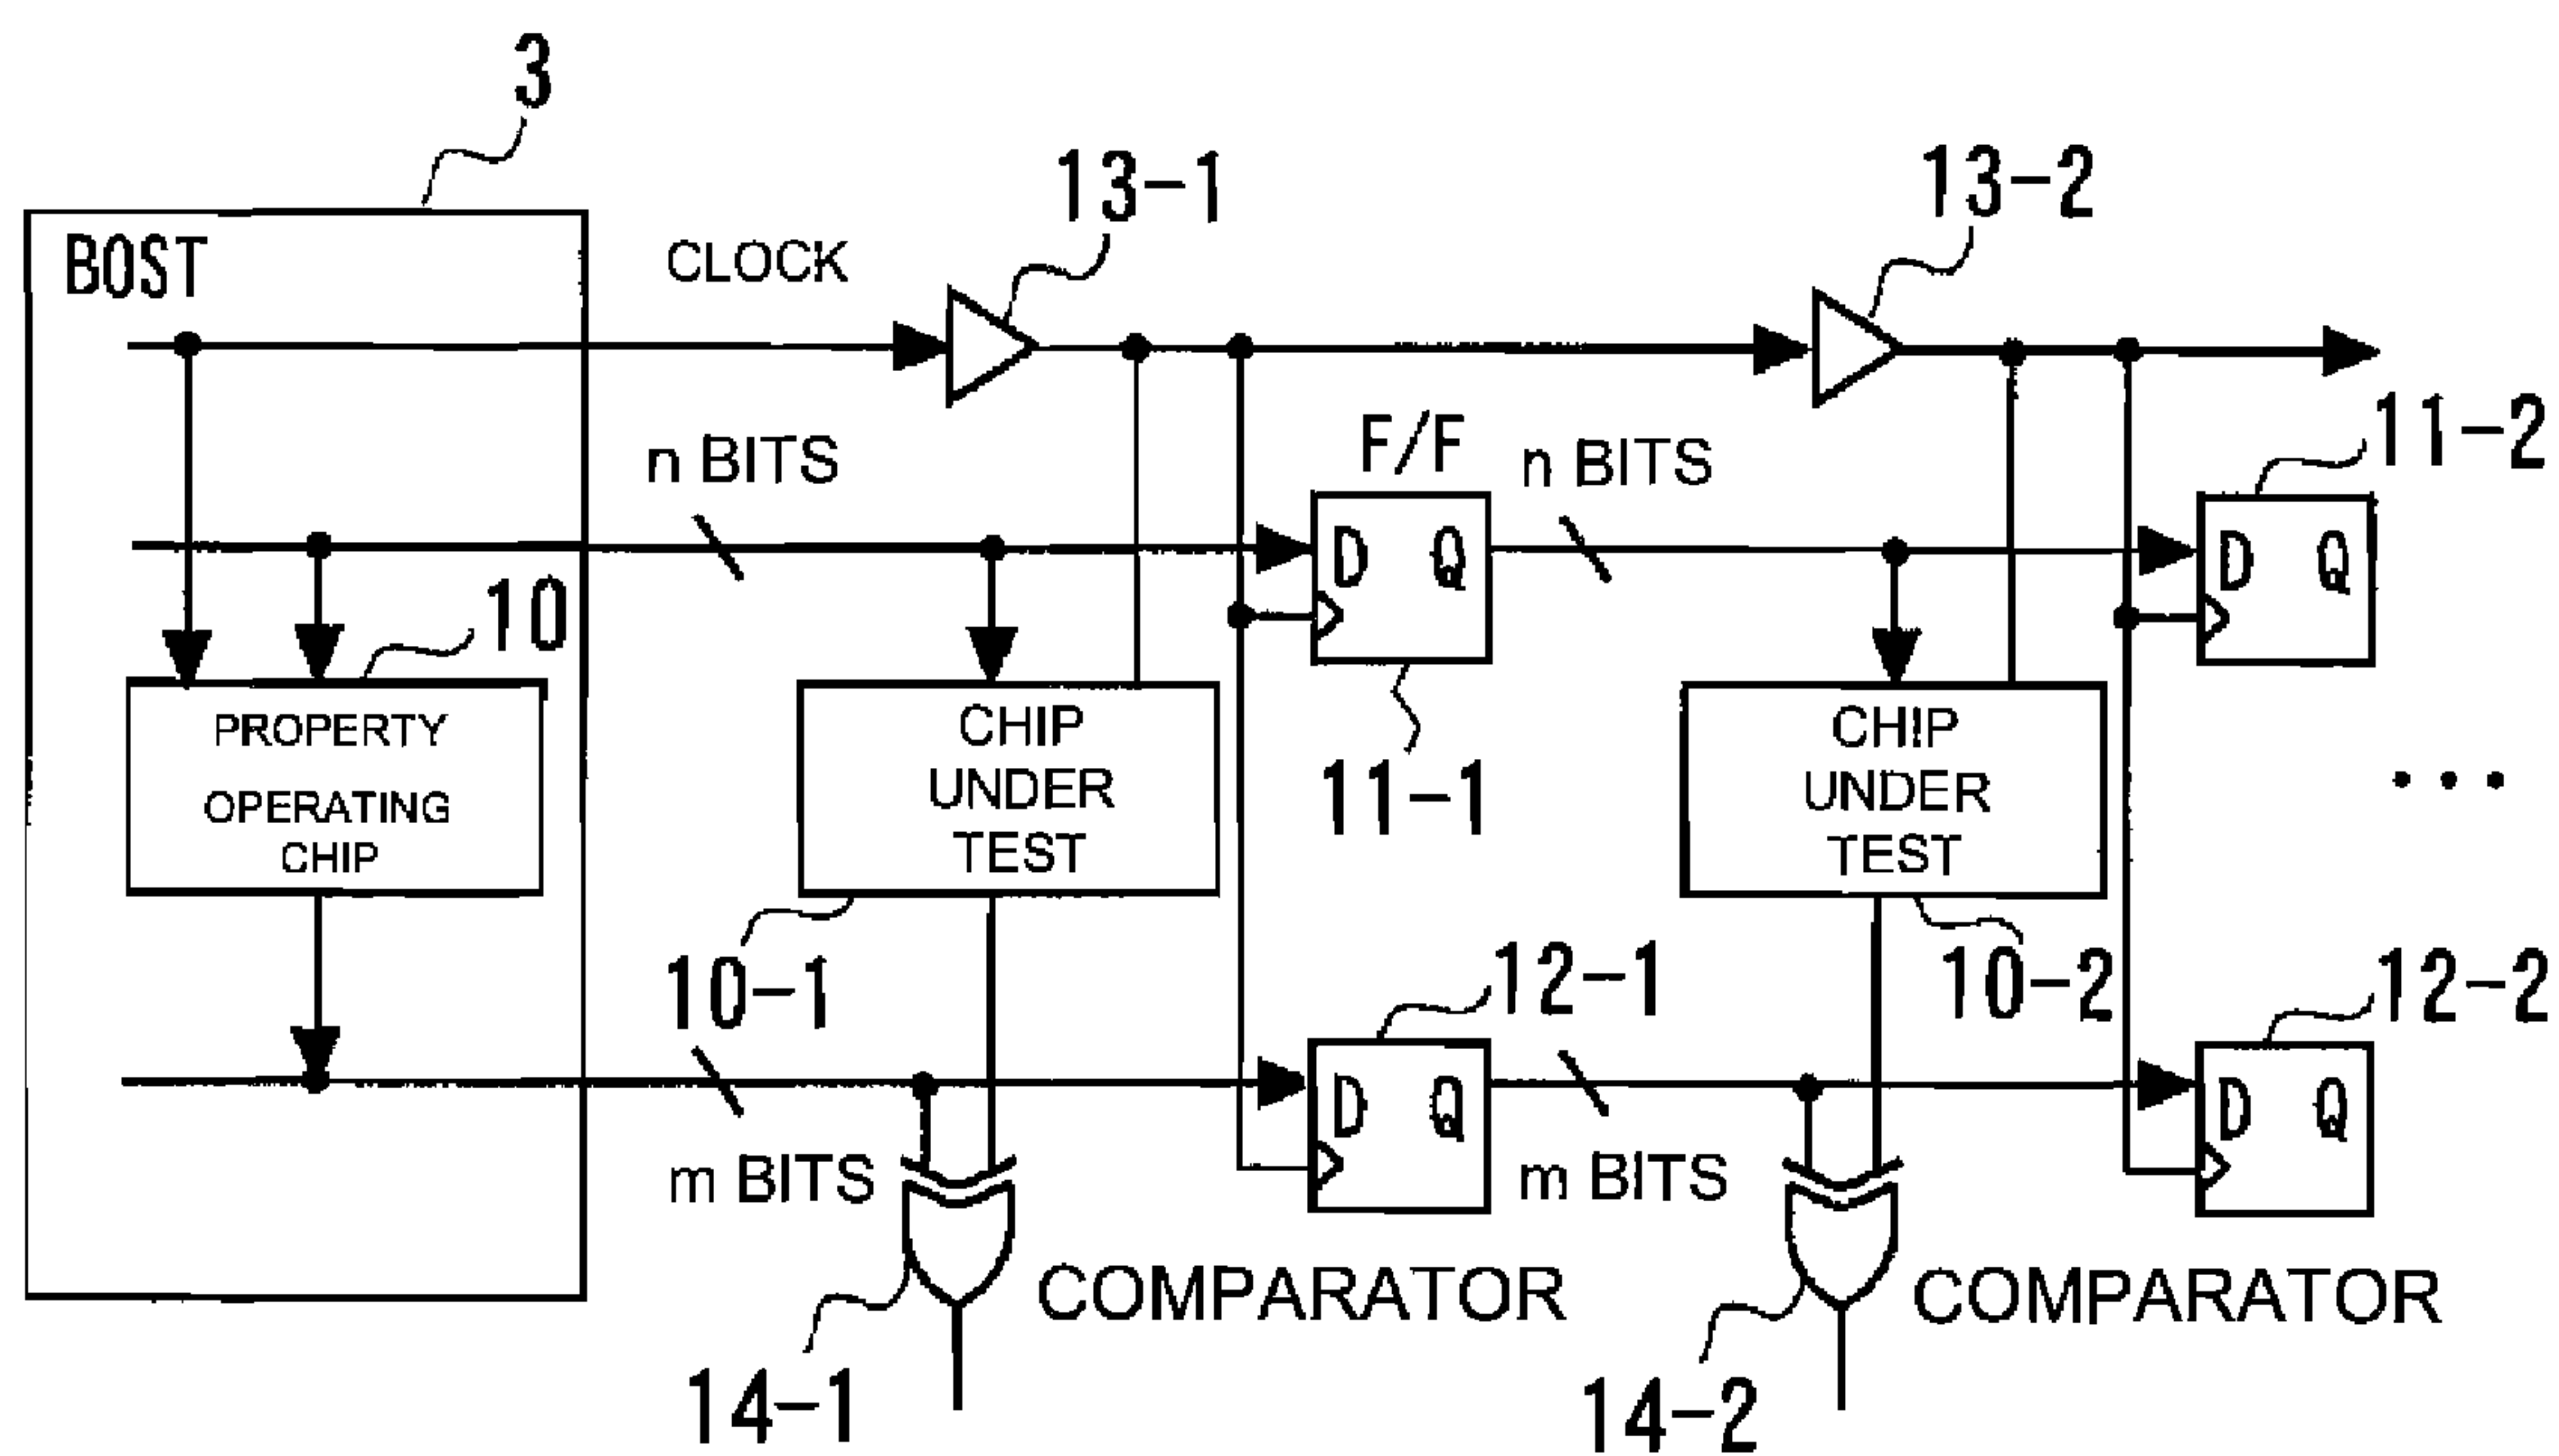 3
13-1
13-2
BOST
CLOCK
11-2
F/F
n BITS
n BITS
D Q
D Q
10
PROPERTY
OPERATING
CHIP
CHIP
UNDER
TEST
11-1
CHIP
UNDER
TEST
...
10-1
12-1
10-2
12-2
D Q
D Q
m BITS
m BITS
COMPARATOR
COMPARATOR
14-1
14-2